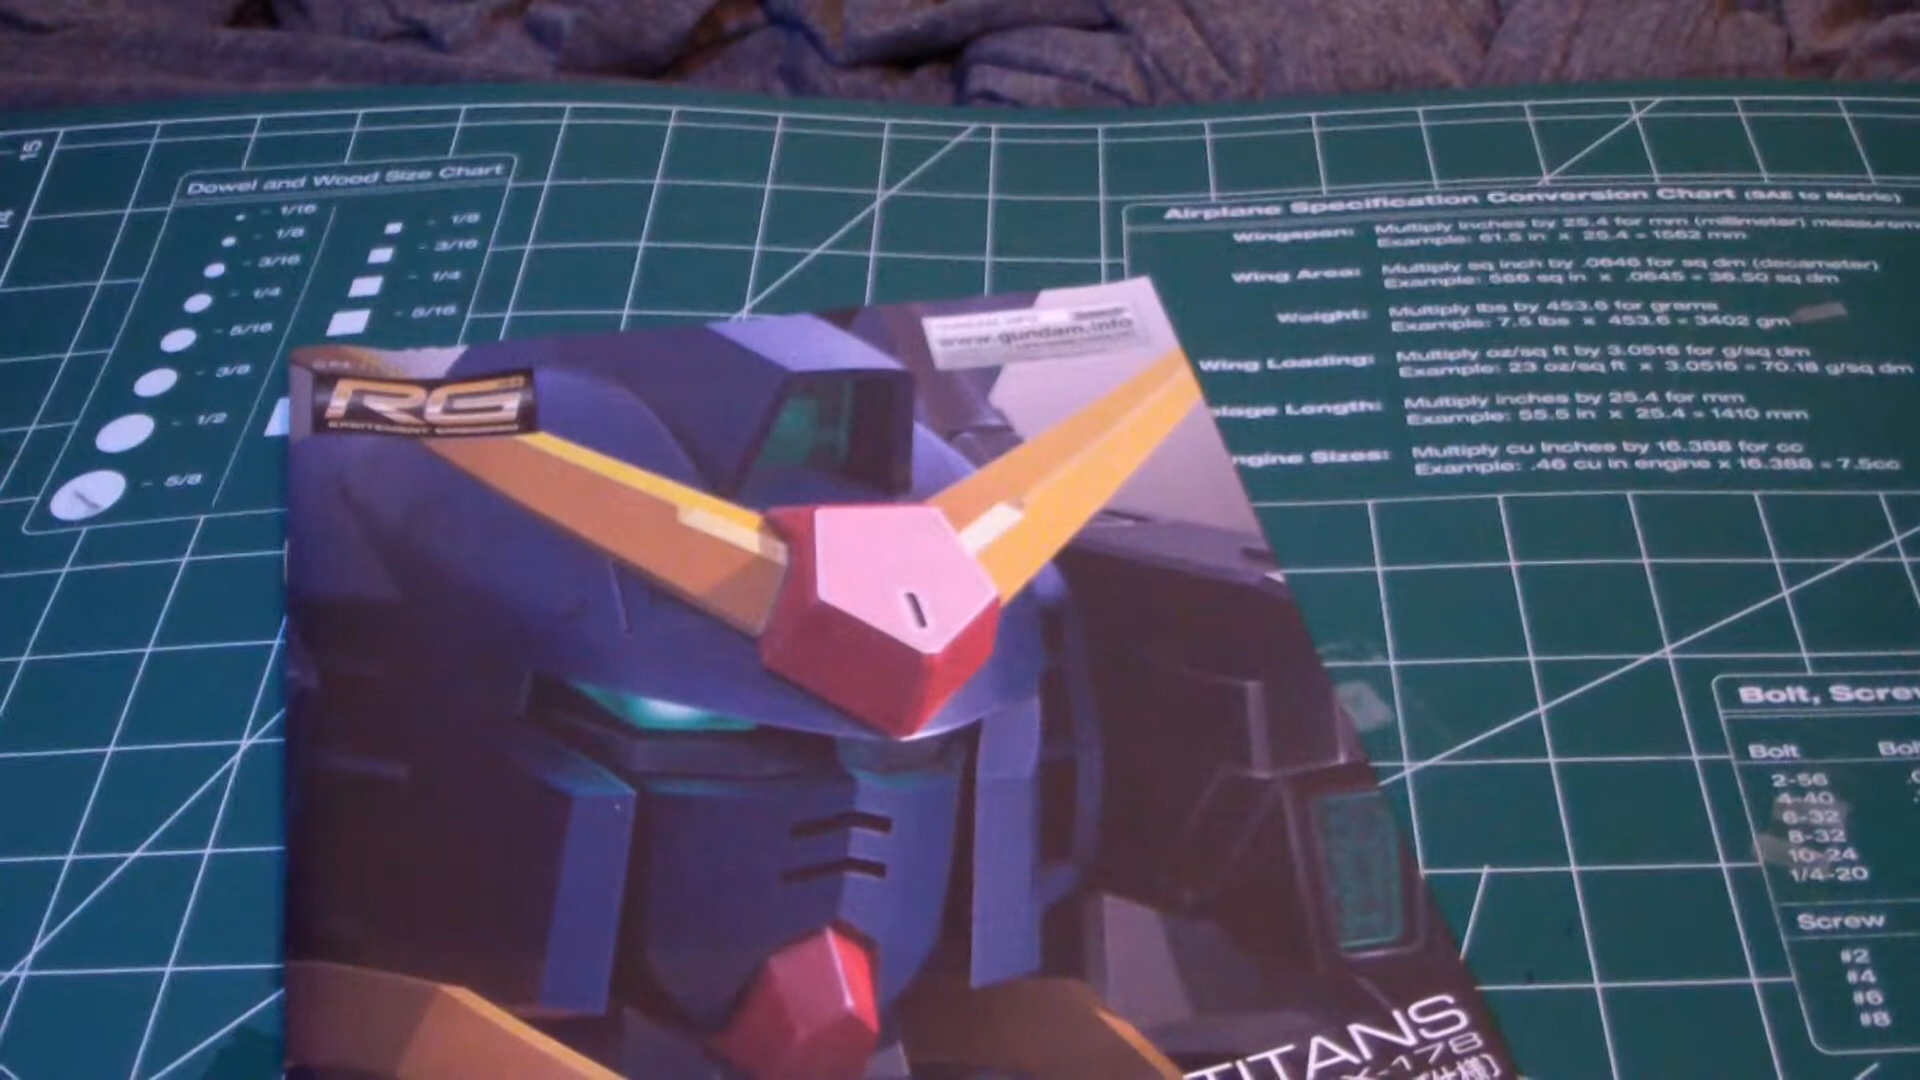 15
Dowel and Wood Size Chart
- 1/16
- 1/8
- 3/16
- 1/4
- 5/16
- 3/8
- 1/2
- 5/8
- 1/8
- 3/16
- 1/4
- 5/16
Airplane Specification Conversion Chart (SAE to Metric)
Wingspan: Multiply inches by 25.4 for mm (millimeter)
Example: 61.5 in x 25.4 = 1562 mm
Wing Area: Multiply sq inch by .0645 for sq dm (decameter)
Example: 566 sq in x .0645 = 36.50 sq dm
Weight: Multiply lbs by 453.6 for grams
Example: 7.5 lbs x 453.6 = 3402 gm
Wing Loading: Multiply oz/sq ft by 3.0516 for g/sq dm
Example: 23 oz/sq ft x 3.0516 = 70.18 g/sq dm
Length: Multiply inches by 25.4 for mm
Example: 55.5 in x 25.4 = 1410 mm
Sizes: Multiply cu inches by 16.388 for cc
Example: .46 cu in engine x 16.388 = 7.5cc
RG
www.gundam.info
TITANS
X-178
仕様]
Bolt, Screw
Bolt
2-56
4-40
6-32
8-32
10-24
1/4-20
Screw
#2
#4
#6
#8